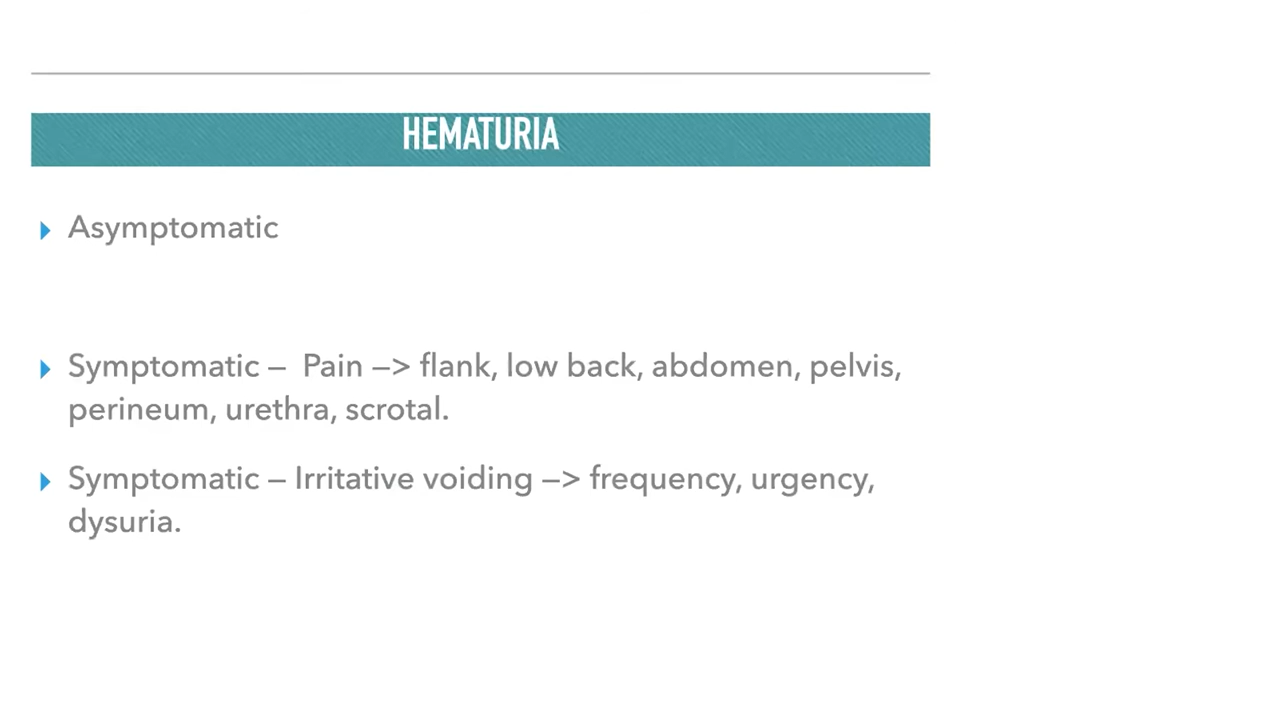 HEMATURIA
Asymptomatic
Symptomatic – Pain –> flank, low back, abdomen, pelvis,
perineum, urethra, scrotal.
Symptomatic – Irritative voiding –> frequency, urgency,
dysuria.